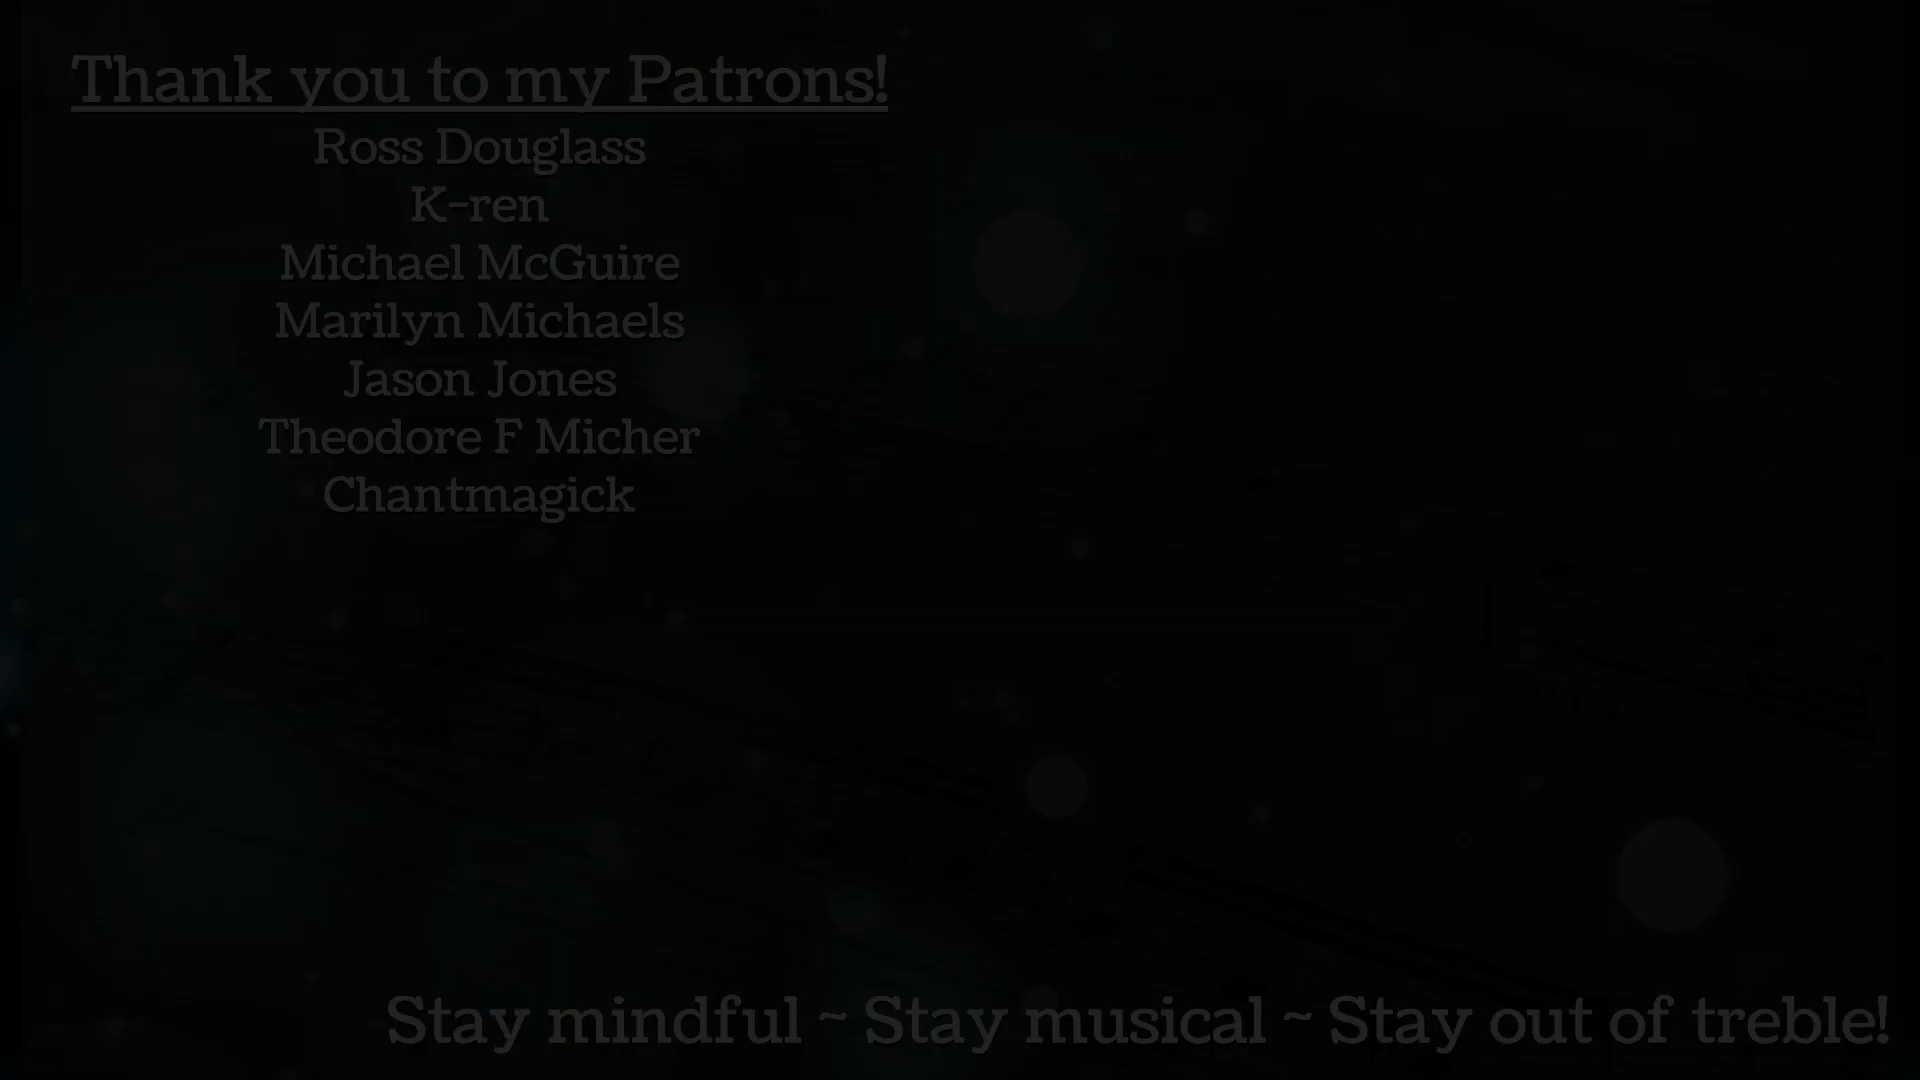 Thank you to my Patrons!
Ross Douglass
K-ren
Michael McGuire
Marilyn Michaels
Jason Jones
Theodore F Micher
Chantmagick
Stay mindful ~ Stay musical ~ Stay out of treble!